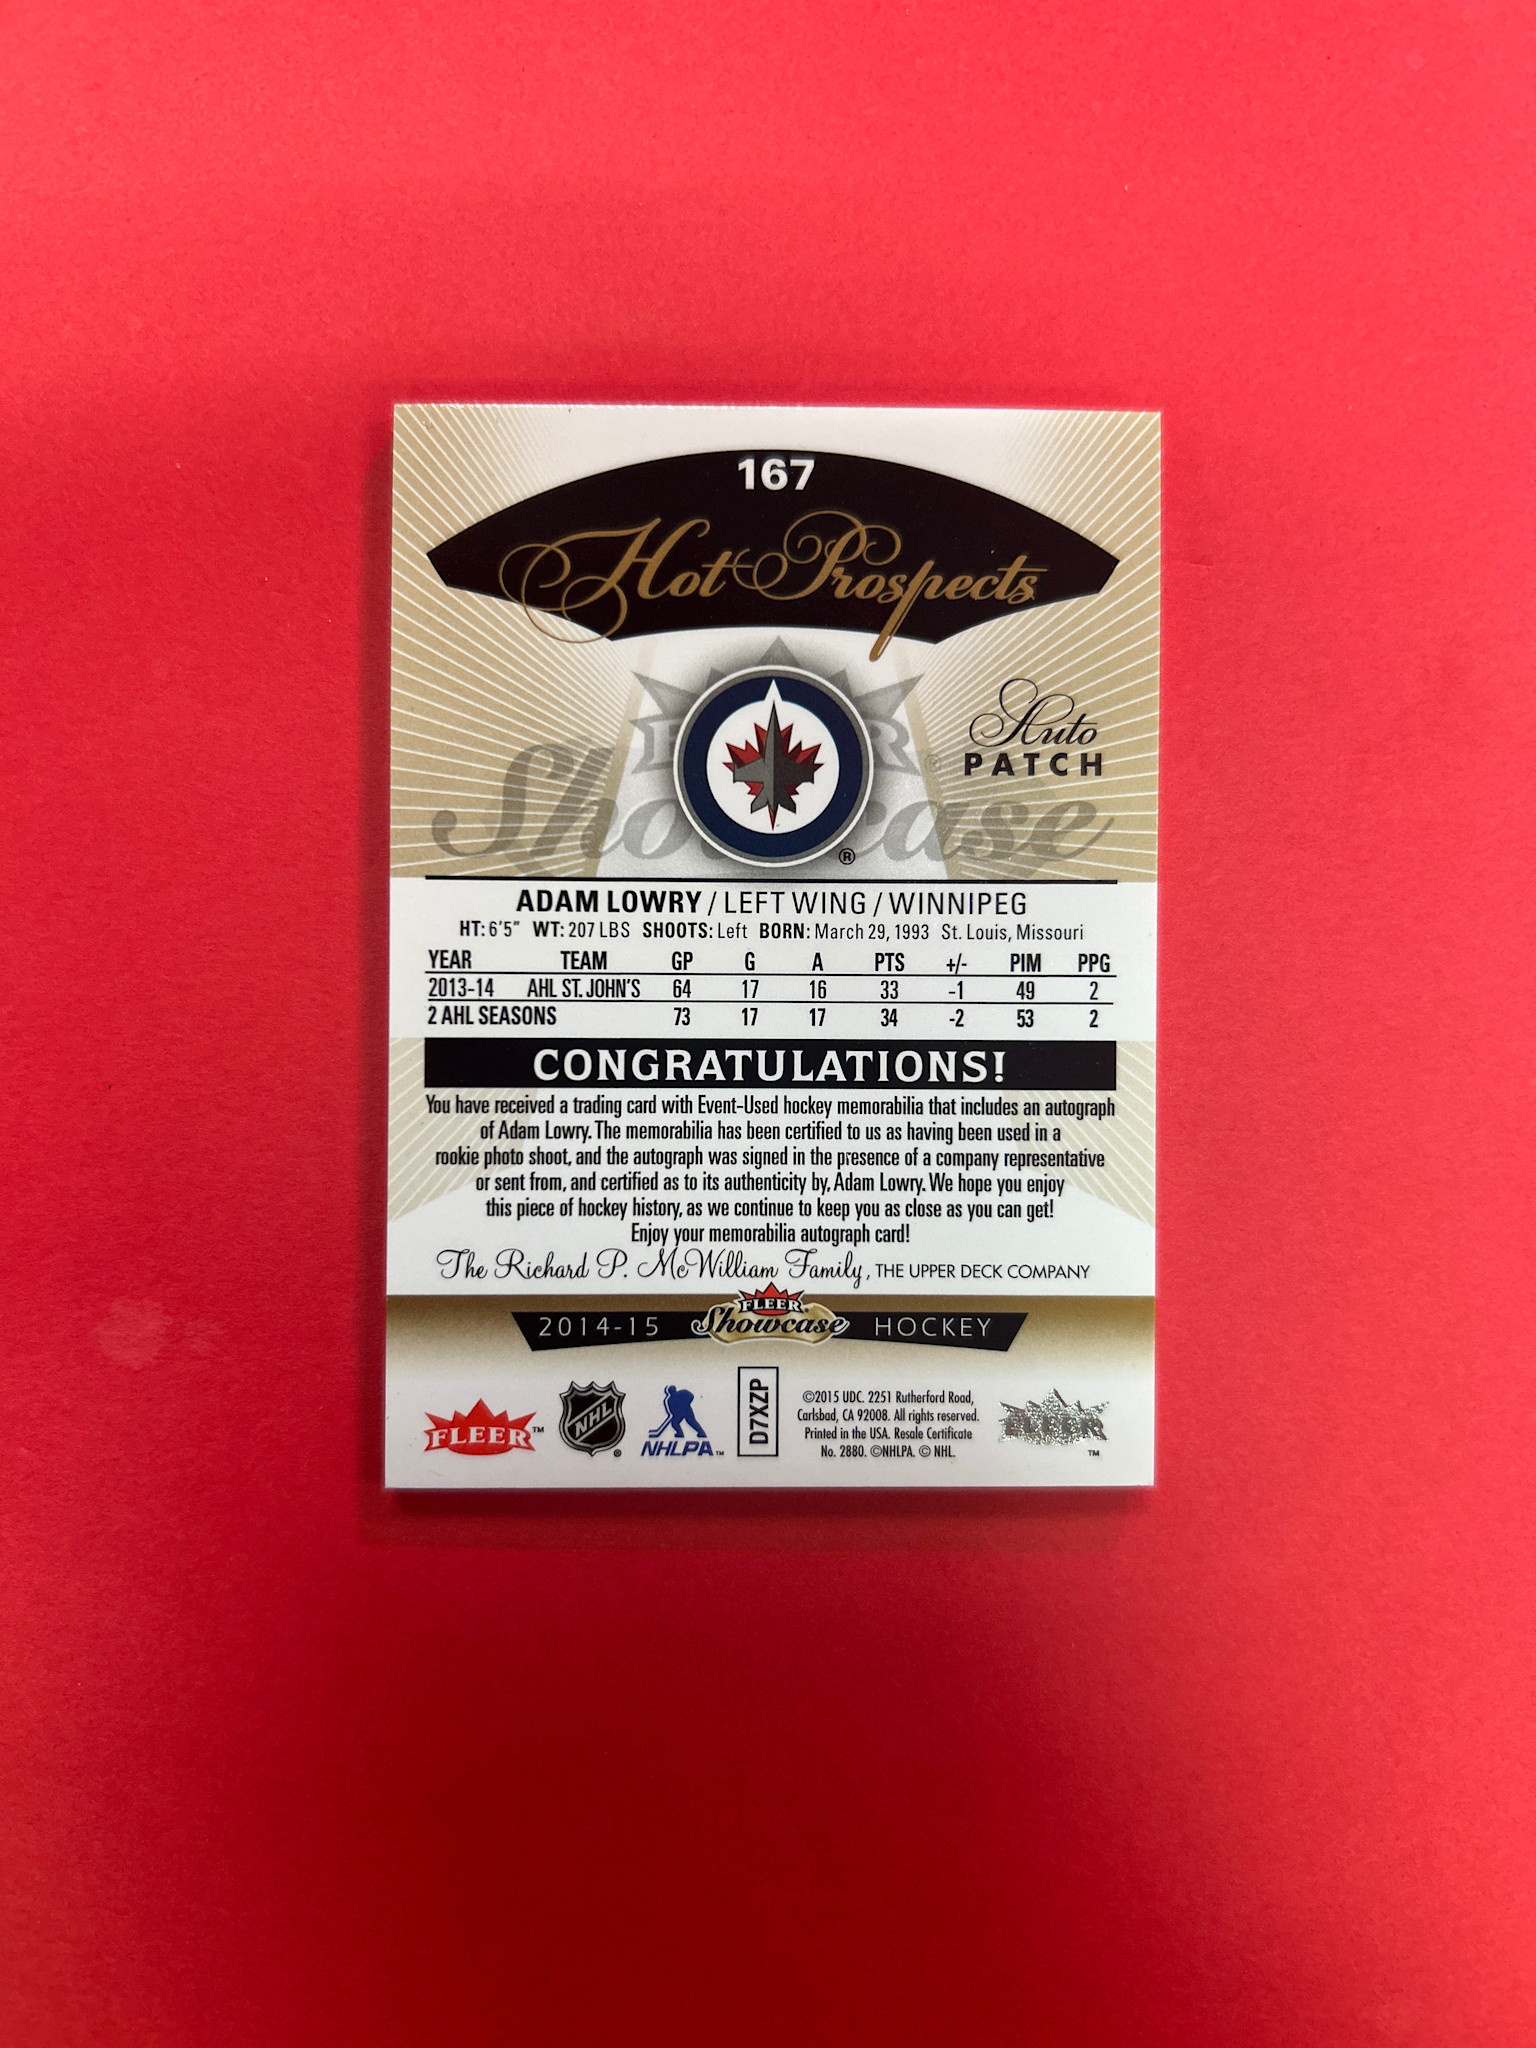 167
Hot Prospects
FLEER
Showcase
®
®
Auto
PATCH
ADAM LOWRY / LEFT WING / WINNIPEG
HT: 6'5" WT: 207 LBS SHOOTS: Left BORN: March 29, 1993 St. Louis, Missouri
YEAR TEAM GP G A PTS +/- PIM PPG
2013-14 AHL ST. JOHN'S 64 17 16 33 -1 49 2
2 AHL SEASONS 73 17 17 34 -2 53 2
CONGRATULATIONS!
You have received a trading card with Event-Used hockey memorabilia that includes an autograph
of Adam Lowry. The memorabilia has been certified to us as having been used in a
rookie photo shoot, and the autograph was signed in the presence of a company representative
or sent from, and certified as to its authenticity by, Adam Lowry. We hope you enjoy
this piece of hockey history, as we continue to keep you as close as you can get!
Enjoy your memorabilia autograph card!
The Richard P. McWilliam Family, THE UPPER DECK COMPANY
FLEER
2014-15 Showcase HOCKEY
FLEER™
NHL ®
NHLPA™
D7XZP
©2015 UDC. 2251 Rutherford Road,
Carlsbad, CA 92008. All rights reserved.
Printed in the USA. Resale Certificate
No. 2880. ©NHLPA. © NHL.
FLEER
™